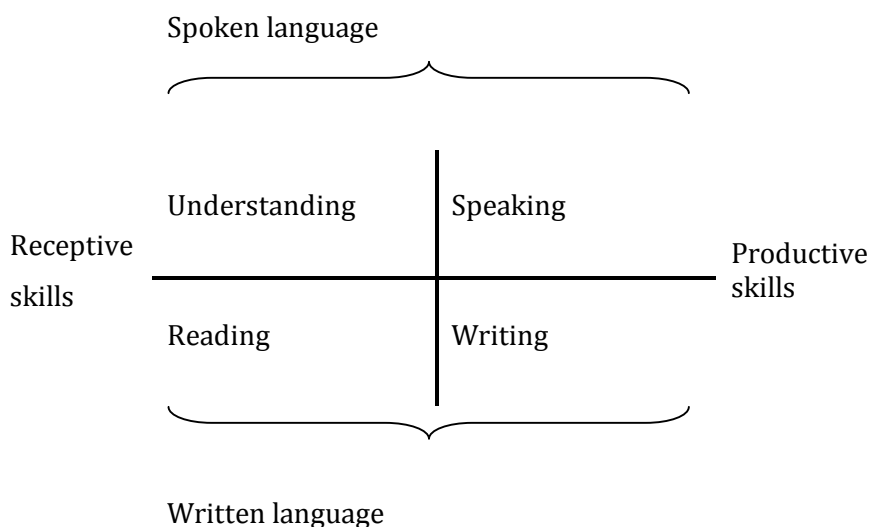 Spoken language
Understanding
Speaking
Receptive
skills
Productive
skills
Reading
Writing
Written language